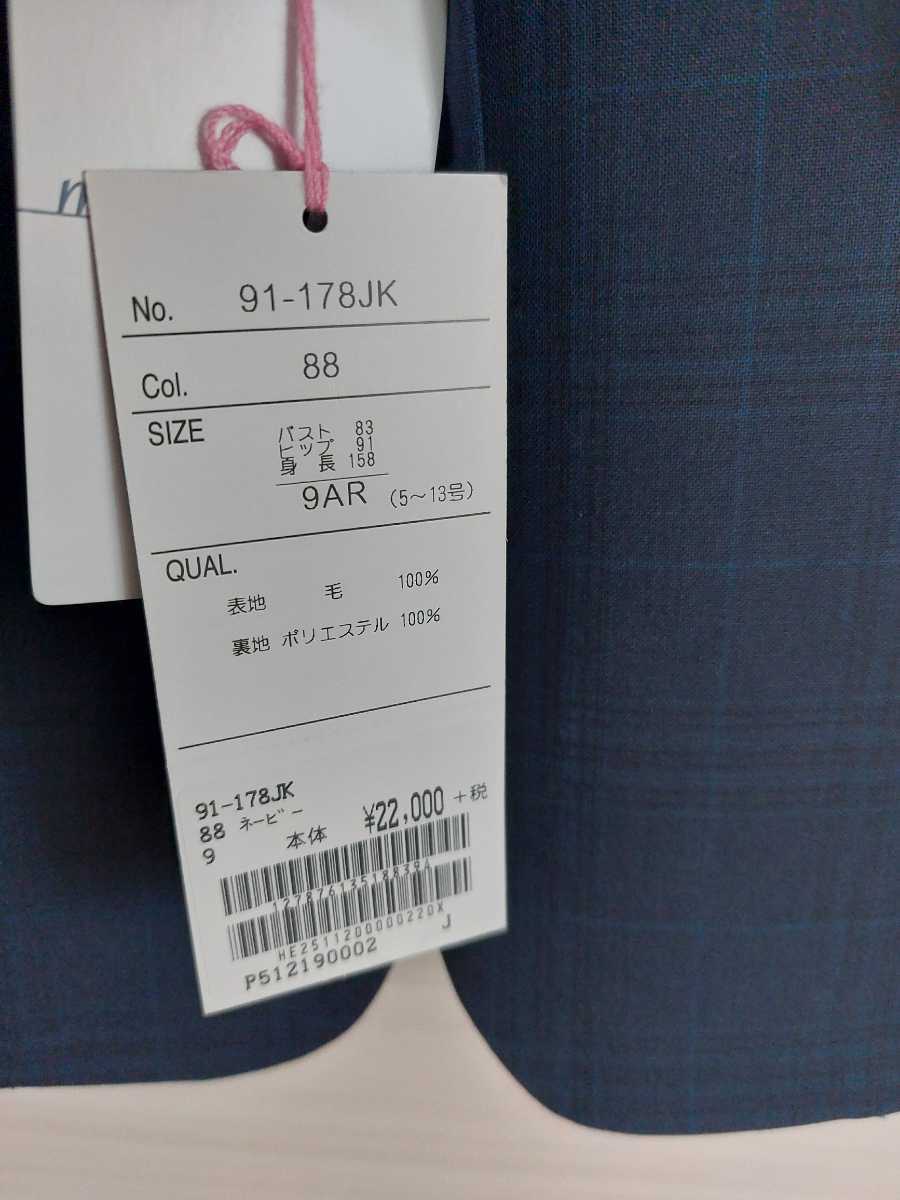 n
No. 91-178JK
Col. 88
SIZE
バスト 83
ヒップ 91
身長 158
9AR (5〜13号)
QUAL.
表地 毛 100%
裏地 ポリエステル 100%
91-178JK
88 ネービー
9 本体 ¥22,000 +税
12787613518839A
HE2511200000220X
P512190002 J